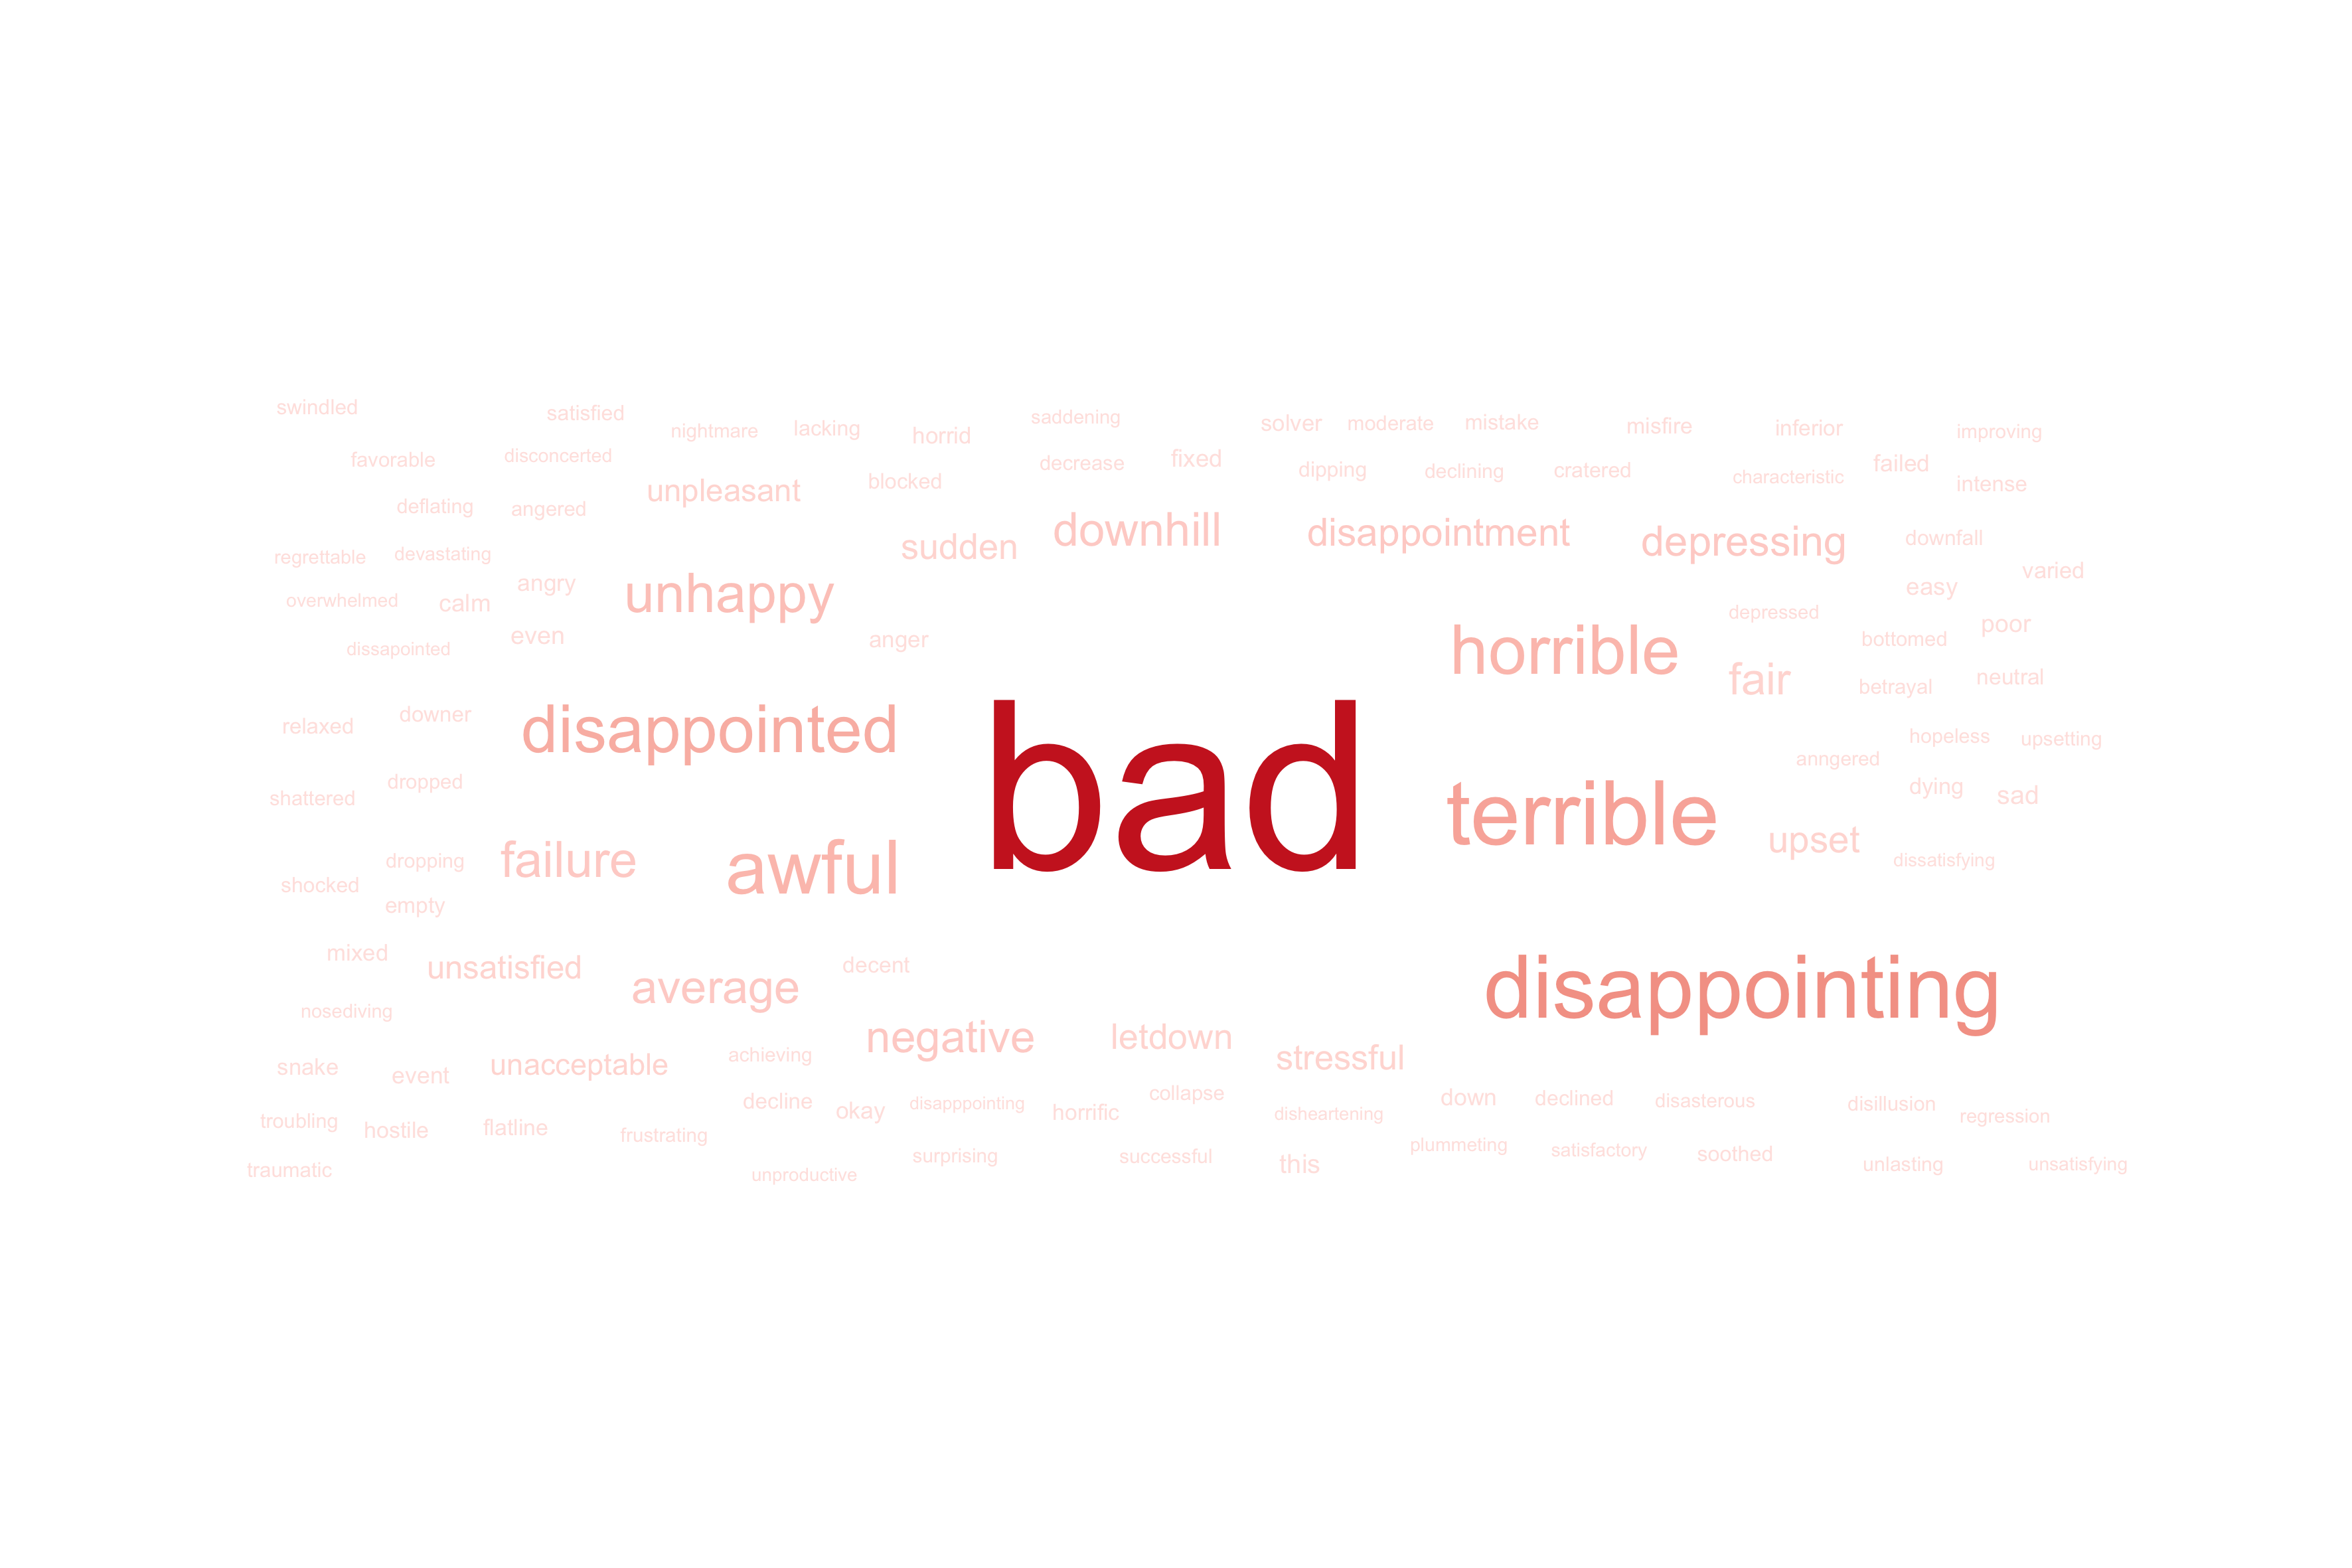 swindled
satisfied
nightmare
lacking
horrid
saddening
solver
moderate
mistake
misfire
inferior
improving
favorable
disconcerted
unpleasant
blocked
decrease
fixed
dipping
declining
cratered
characteristic
failed
intense
deflating
angered
sudden
downhill
disappointment
depressing
downfall
regrettable
devastating
angry
unhappy
easy
varied
overwhelmed
calm
even
anger
horrible
depressed
bottomed
poor
dissapointed
fair
betrayal
neutral
relaxed
downer
disappointed
bad
hopeless
upsetting
anngered
shattered
dropped
terrible
dying
sad
dropping
failure
awful
upset
dissatisfying
shocked
empty
mixed
unsatisfied
average
decent
disappointing
nosediving
negative
letdown
stressful
snake
event
unacceptable
achieving
decline
okay
disapppointing
horrific
collapse
disheartening
down
declined
disasterous
disillusion
regression
troubling
hostile
flatline
frustrating
surprising
successful
this
plummeting
satisfactory
soothed
unlasting
unsatisfying
traumatic
unproductive